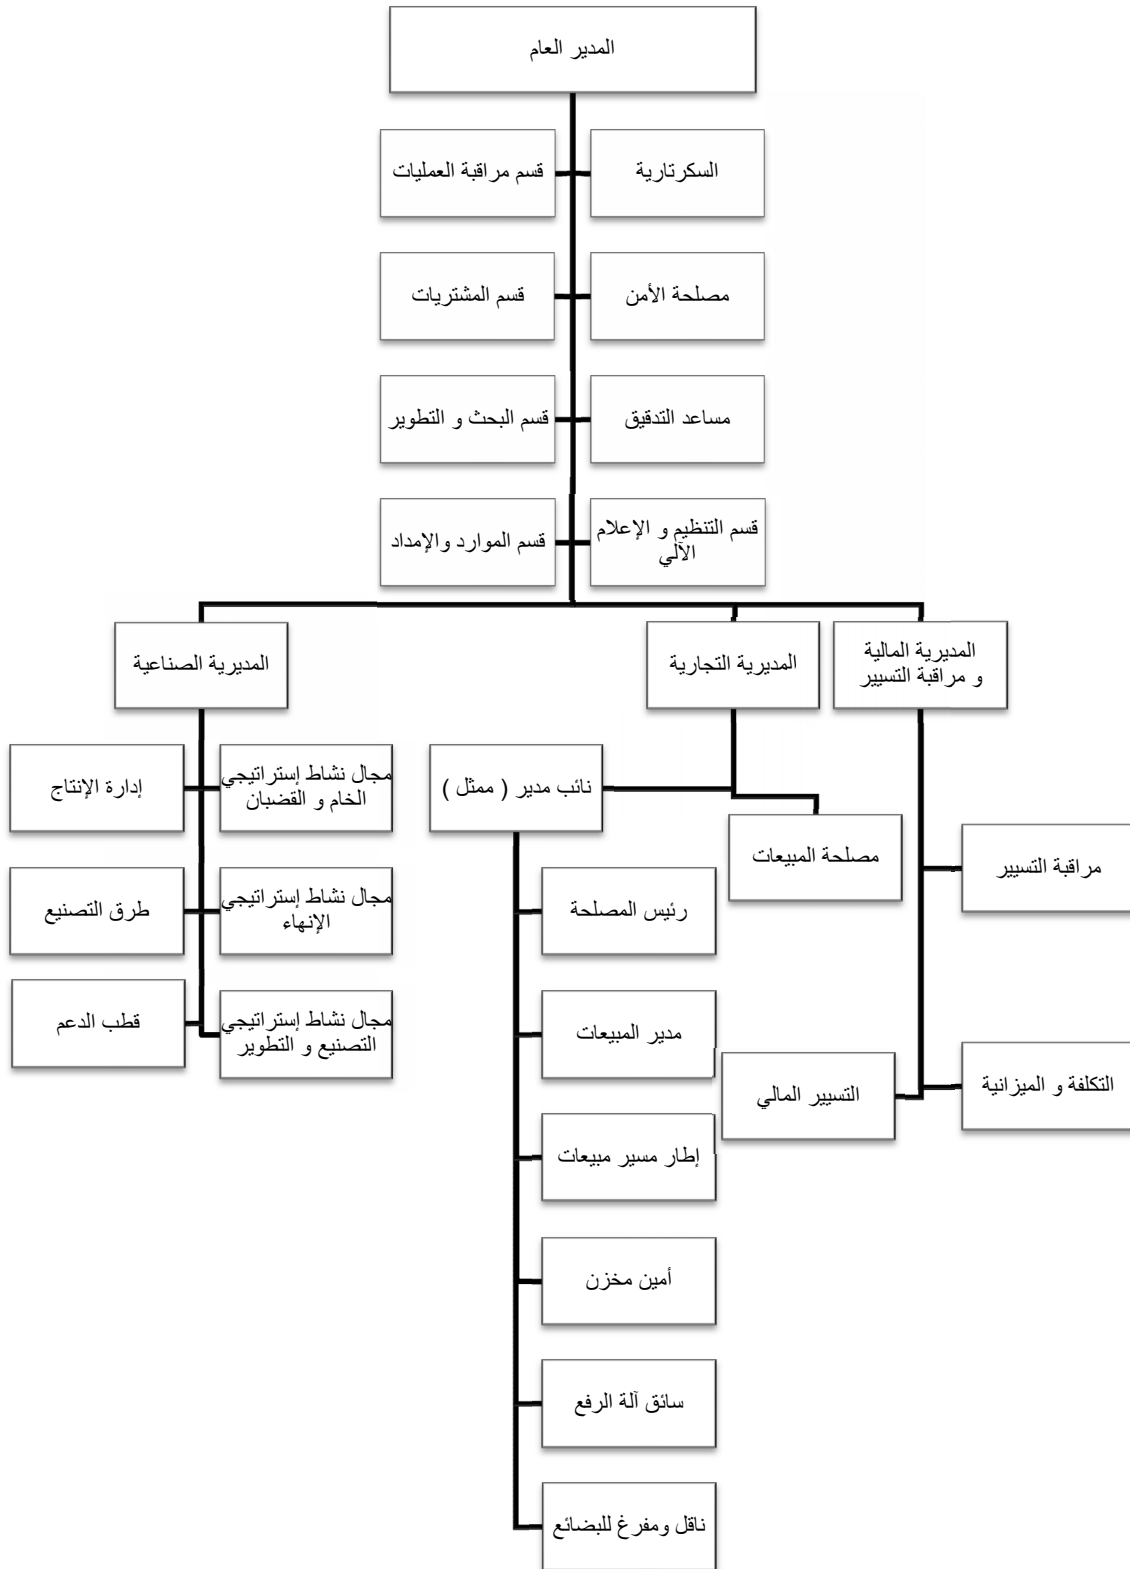 المدير العام
السكرتارية
قسم مراقبة العمليات
مصلحة الأمن
قسم المشتريات
مساعد التدقيق
قسم البحث و التطوير
قسم التنظيم و الإعلام
الآلي
قسم الموارد والإمداد
المديرية المالية
و مراقبة التسيير
المديرية التجارية
المديرية الصناعية
مراقبة التسيير
التكلفة و الميزانية
التسيير المالي
مصلحة المبيعات
نائب مدير ( ممثل )
رئيس المصلحة
مدير المبيعات
إطار مسير مبيعات
أمين مخزن
سائق آلة الرفع
ناقل ومفرغ للبضائع
مجال نشاط إستراتيجي
الخام و القضبان
إدارة الإنتاج
مجال نشاط إستراتيجي
الإنهاء
طرق التصنيع
مجال نشاط إستراتيجي
التصنيع و التطوير
قطب الدعم